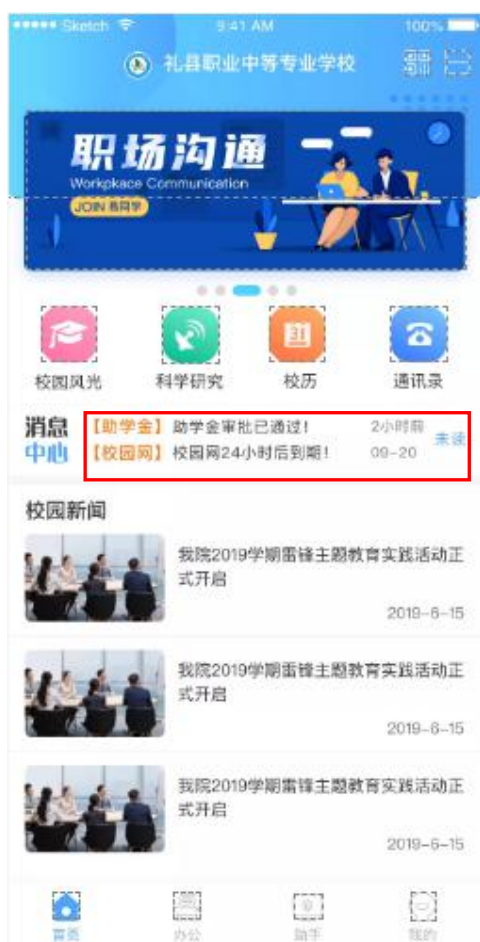 Sketch 9:41 AM 100%
礼县职业中等专业学校
职场沟通
Workpkace Communication
校园风光 科学研究 校历 通讯录
31
消息 【助学金】 助学金审批已通过! 2小时前
中心 【校园网】 校园网24小时后到期! 09-20 未读
校园新闻
我院2019学期雷锋主题教育实践活动正
式开启
2019-6-15
我院2019学期雷锋主题教育实践活动正
式开启
2019-6-15
我院2019学期雷锋主题教育实践活动正
式开启
2019-6-15
首页 办公 助手 我的